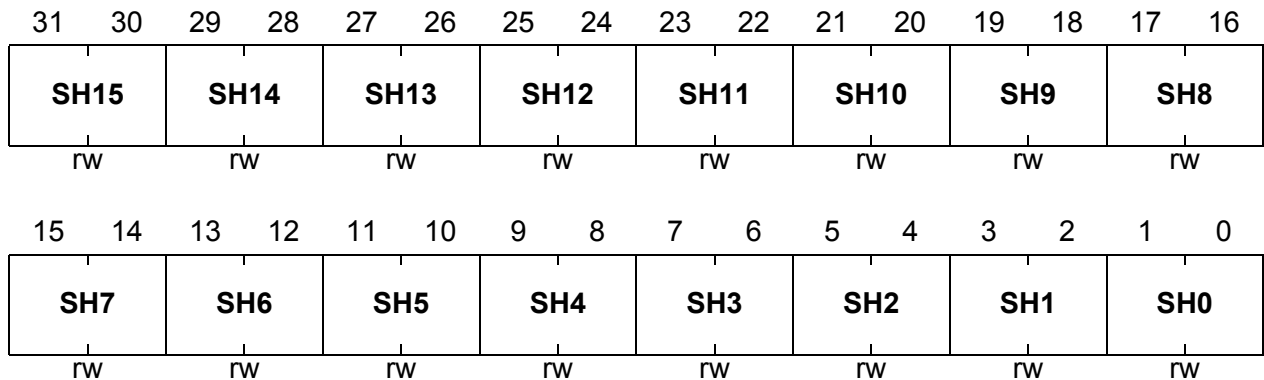 31 30 29 28 27 26 25 24 23 22 21 20 19 18 17 16
SH15 SH14 SH13 SH12 SH11 SH10 SH9 SH8
rw rw rw rw rw rw rw rw
15 14 13 12 11 10 9 8 7 6 5 4 3 2 1 0
SH7 SH6 SH5 SH4 SH3 SH2 SH1 SH0
rw rw rw rw rw rw rw rw